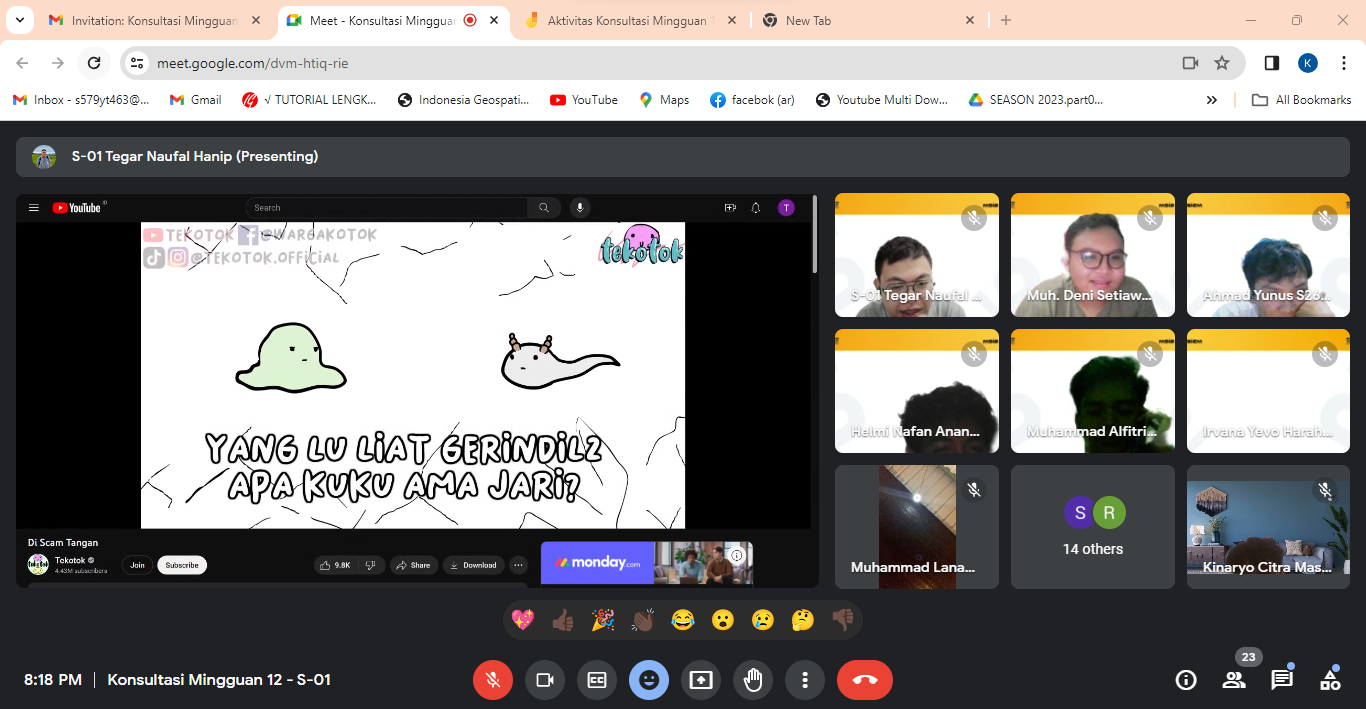 Invitation: Konsultasi Mingguan
Meet - Konsultasi Minggua
Aktivitas Konsultasi Mingguan 1
New Tab
meet.google.com/dvm-htiq-rie
K
Inbox - s579yt463@...
Gmail
√ TUTORIAL LENGK...
Indonesia Geospati...
YouTube
Maps
facebok (ar)
Youtube Multi Dow...
SEASON 2023.part0...
All Bookmarks
S-01 Tegar Naufal Hanip (Presenting)
YouTube ID
Search
T
TEKOTOK @WARGAKOTOK
@TEKOTOK.OFFICIAL
tekotok
YANG LU LIAT GERINDIL2
APA KUKU AMA JARI?
Di Scam Tangan
Tekotok
4.43M subscribers
Join
Subscribe
9.8K
Share
Download
monday.com
S-01 Tegar Naufal ...
Muh. Deni Setiaw...
Ahmad Yunus S26...
Helmi Nafan Anan...
Muhammad Alfitri...
Irvana Yevo Harah...
Muhammad Lana...
S R
14 others
Kinaryo Citra Mas...
8:18 PM | Konsultasi Mingguan 12 - S-01
23